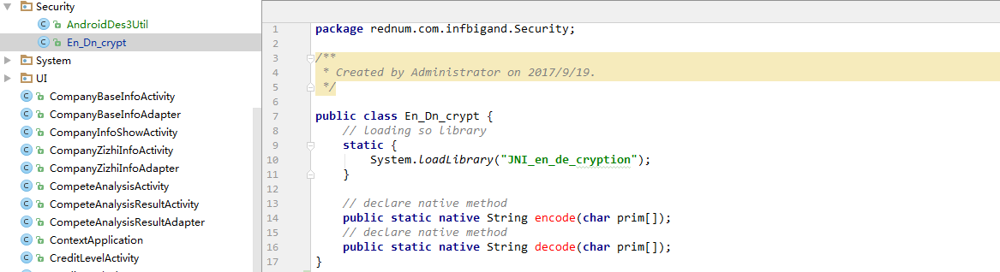 Security
AndroidDes3Util
En_Dn_crypt
System
UI
CompanyBaseInfoActivity
CompanyBaseInfoAdapter
CompanyInfoShowActivity
CompanyZizhiInfoActivity
CompanyZizhiInfoAdapter
CompeteAnalysisActivity
CompeteAnalysisResultActivity
CompeteAnalysisResultAdapter
ContextApplication
CreditLevelActivity
1 package rednum.com.infbigand.Security;
2
3 /**
4 * Created by Administrator on 2017/9/19.
5 */
6
7 public class En_Dn_crypt {
8 // loading so library
9 static {
10 System.loadLibrary("JNI_en_de_cryption");
11 }
12
13 // declare native method
14 public static native String encode(char prim[]);
15 // declare native method
16 public static native String decode(char prim[]);
17 }